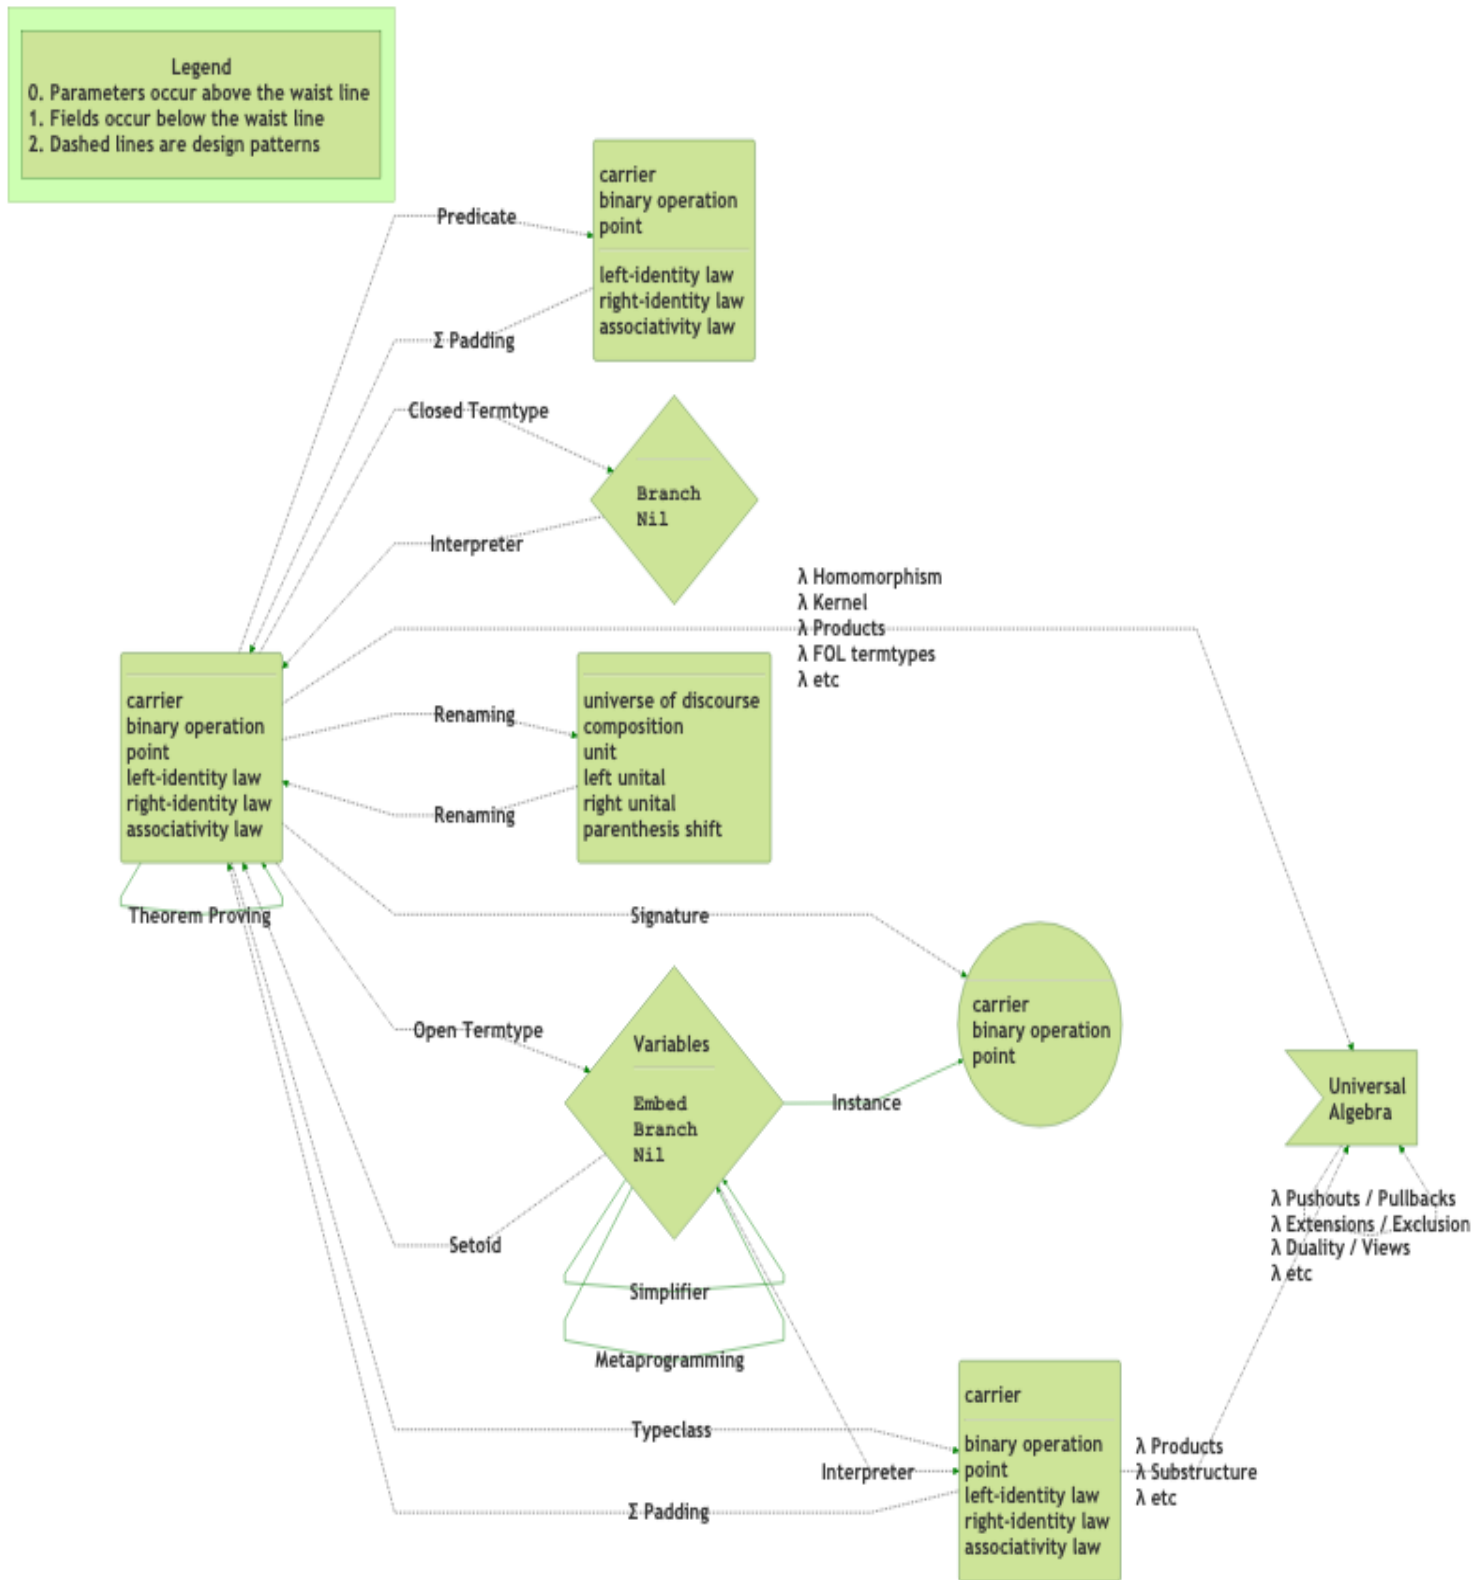 Legend
0. Parameters occur above the waist line
1. Fields occur below the waist line
2. Dashed lines are design patterns
carrier
binary operation
point
left-identity law
right-identity law
associativity law
Predicate
Σ Padding
Closed Termtype
Branch
Nil
Interpreter
λ Homomorphism
λ Kernel
λ Products
λ FOL termtypes
λ etc
carrier
binary operation
point
left-identity law
right-identity law
associativity law
Theorem Proving
Renaming
Renaming
universe of discourse
composition
unit
left unital
right unital
parenthesis shift
Signature
carrier
binary operation
point
Open Termtype
Variables
Embed
Branch
Nil
Instance
Universal
Algebra
λ Pushouts / Pullbacks
λ Extensions / Exclusion
λ Duality / Views
λ etc
Setoid
Simplifier
Metaprogramming
Typeclass
Interpreter
Σ Padding
carrier
binary operation
point
left-identity law
right-identity law
associativity law
λ Products
λ Substructure
λ etc